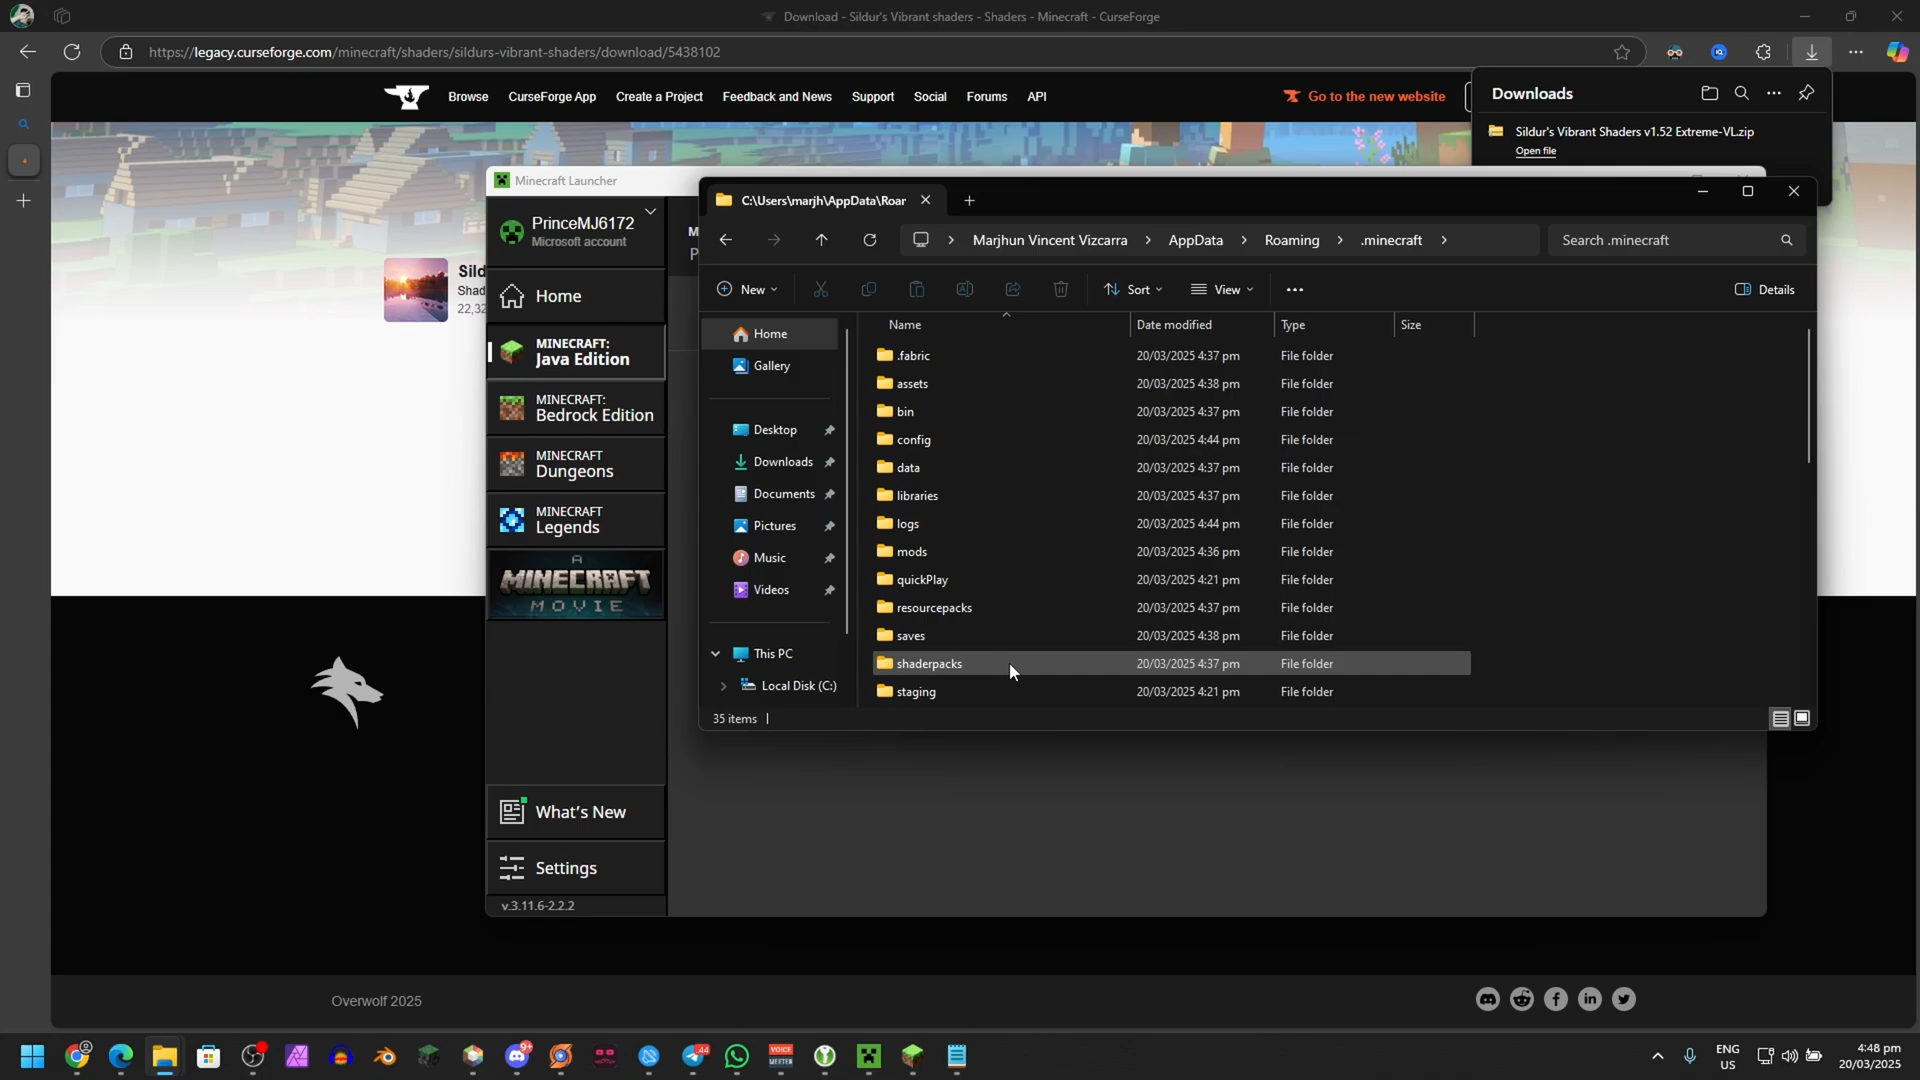 Download - Sildur's Vibrant shaders - Shaders - Minecraft - CurseForge
https://legacy.curseforge.com/minecraft/shaders/sildurs-vibrant-shaders/download/5438102
Browse
CurseForge App
Create a Project
Feedback and News
Support
Social
Forums
API
Go to the new website
Downloads
Sildur's Vibrant Shaders v1.52 Extreme-VL.zip
Open file
Sild
Shad
22,32
Minecraft Launcher
PrinceMJ6172
Microsoft account
Home
MINECRAFT:
Java Edition
MINECRAFT:
Bedrock Edition
MINECRAFT
Dungeons
MINECRAFT
Legends
A
MINECRAFT
MOVIE
What's New
Settings
v.3.11.6-2.2.2
M
P
C:\Users\marjh\AppData\Roar
Marjhun Vincent Vizcarra > AppData > Roaming > .minecraft >
Search .minecraft
New
Sort
View
Details
Home
Gallery
Desktop
Downloads
Documents
Pictures
Music
Videos
This PC
Local Disk (C:)
Name Date modified Type Size
.fabric 20/03/2025 4:37 pm File folder
assets 20/03/2025 4:38 pm File folder
bin 20/03/2025 4:37 pm File folder
config 20/03/2025 4:44 pm File folder
data 20/03/2025 4:37 pm File folder
libraries 20/03/2025 4:37 pm File folder
logs 20/03/2025 4:44 pm File folder
mods 20/03/2025 4:36 pm File folder
quickPlay 20/03/2025 4:21 pm File folder
resourcepacks 20/03/2025 4:37 pm File folder
saves 20/03/2025 4:38 pm File folder
shaderpacks 20/03/2025 4:37 pm File folder
staging 20/03/2025 4:21 pm File folder
35 items
Overwolf 2025
9+
44
VOICE
MEETER
ENG
US
4:48 pm
20/03/2025